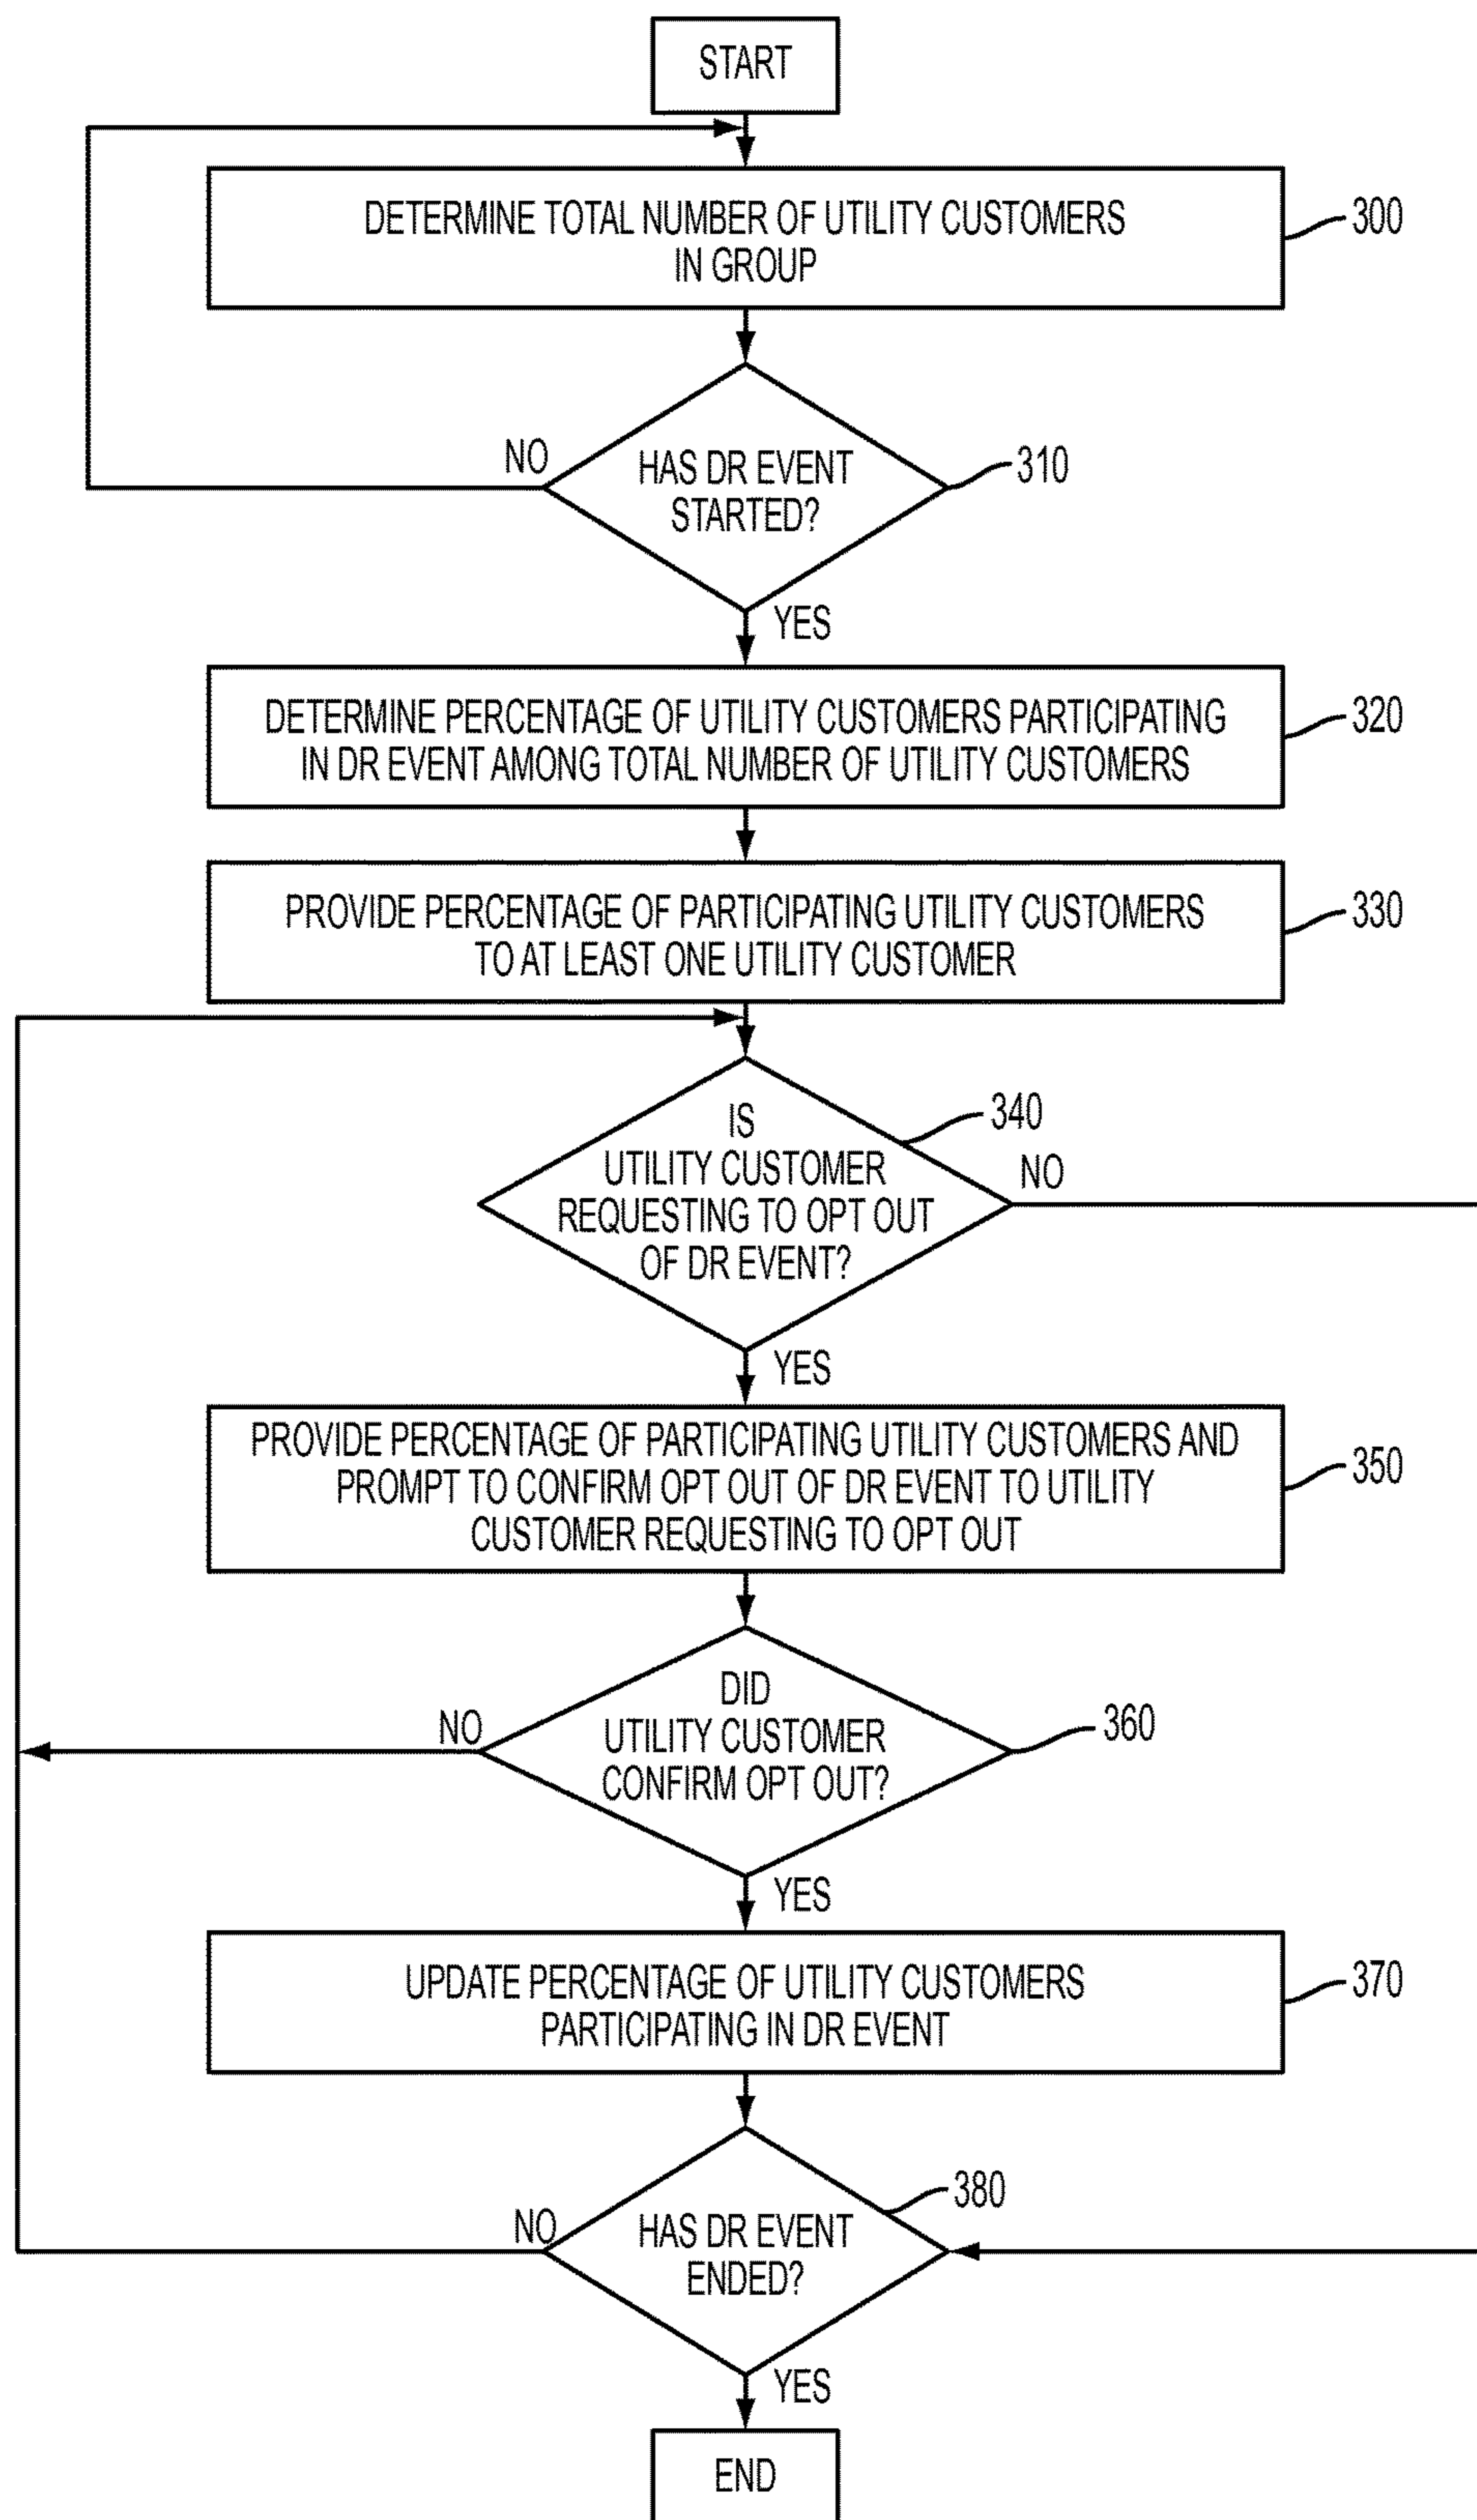 START
DETERMINE TOTAL NUMBER OF UTILITY CUSTOMERS
IN GROUP
300
NO
HAS DR EVENT
STARTED?
310
YES
DETERMINE PERCENTAGE OF UTILITY CUSTOMERS PARTICIPATING
IN DR EVENT AMONG TOTAL NUMBER OF UTILITY CUSTOMERS
320
PROVIDE PERCENTAGE OF PARTICIPATING UTILITY CUSTOMERS
TO AT LEAST ONE UTILITY CUSTOMER
330
IS
UTILITY CUSTOMER
REQUESTING TO OPT OUT
OF DR EVENT?
340
NO
YES
PROVIDE PERCENTAGE OF PARTICIPATING UTILITY CUSTOMERS AND
PROMPT TO CONFIRM OPT OUT OF DR EVENT TO UTILITY
CUSTOMER REQUESTING TO OPT OUT
350
NO
DID
UTILITY CUSTOMER
CONFIRM OPT OUT?
360
YES
UPDATE PERCENTAGE OF UTILITY CUSTOMERS
PARTICIPATING IN DR EVENT
370
NO
HAS DR EVENT
ENDED?
380
YES
END